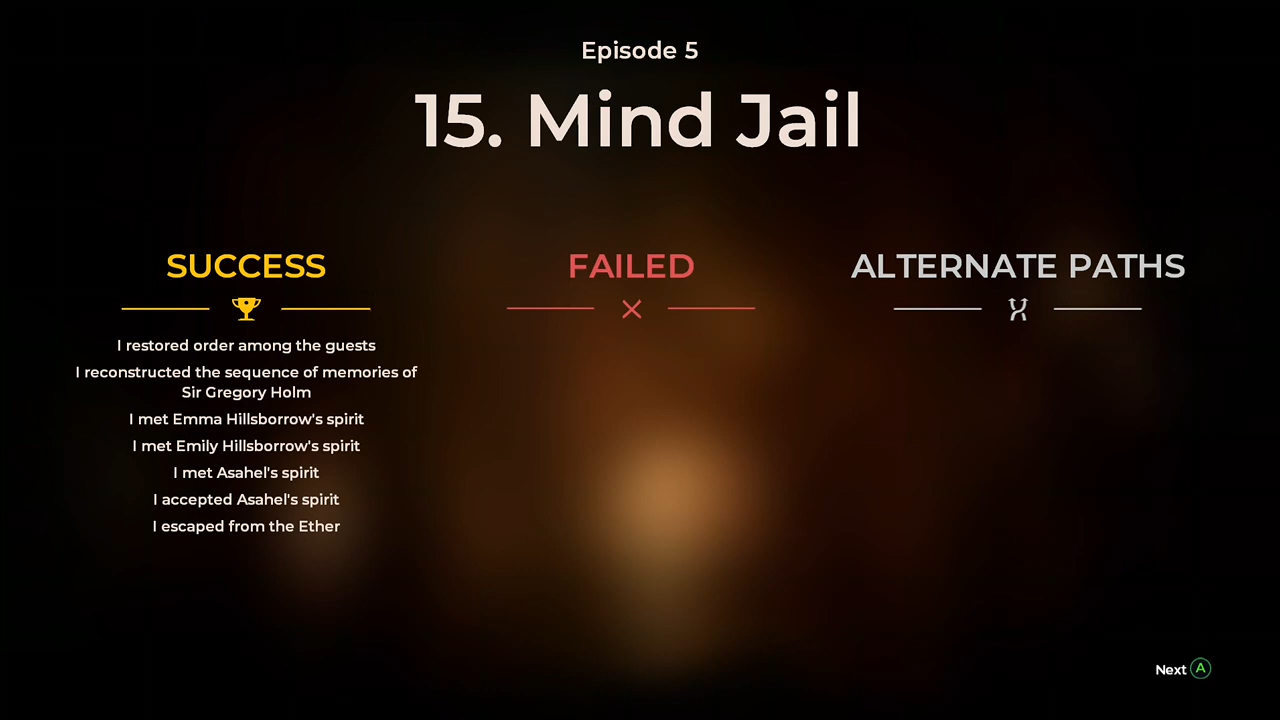 Episode 5
15. Mind Jail
SUCCESS
I restored order among the guests
I reconstructed the sequence of memories of
Sir Gregory Holm
I met Emma Hillsborrow's spirit
I met Emily Hillsborrow's spirit
I met Asahel's spirit
I accepted Asahel's spirit
I escaped from the Ether
FAILED
ALTERNATE PATHS
Next A